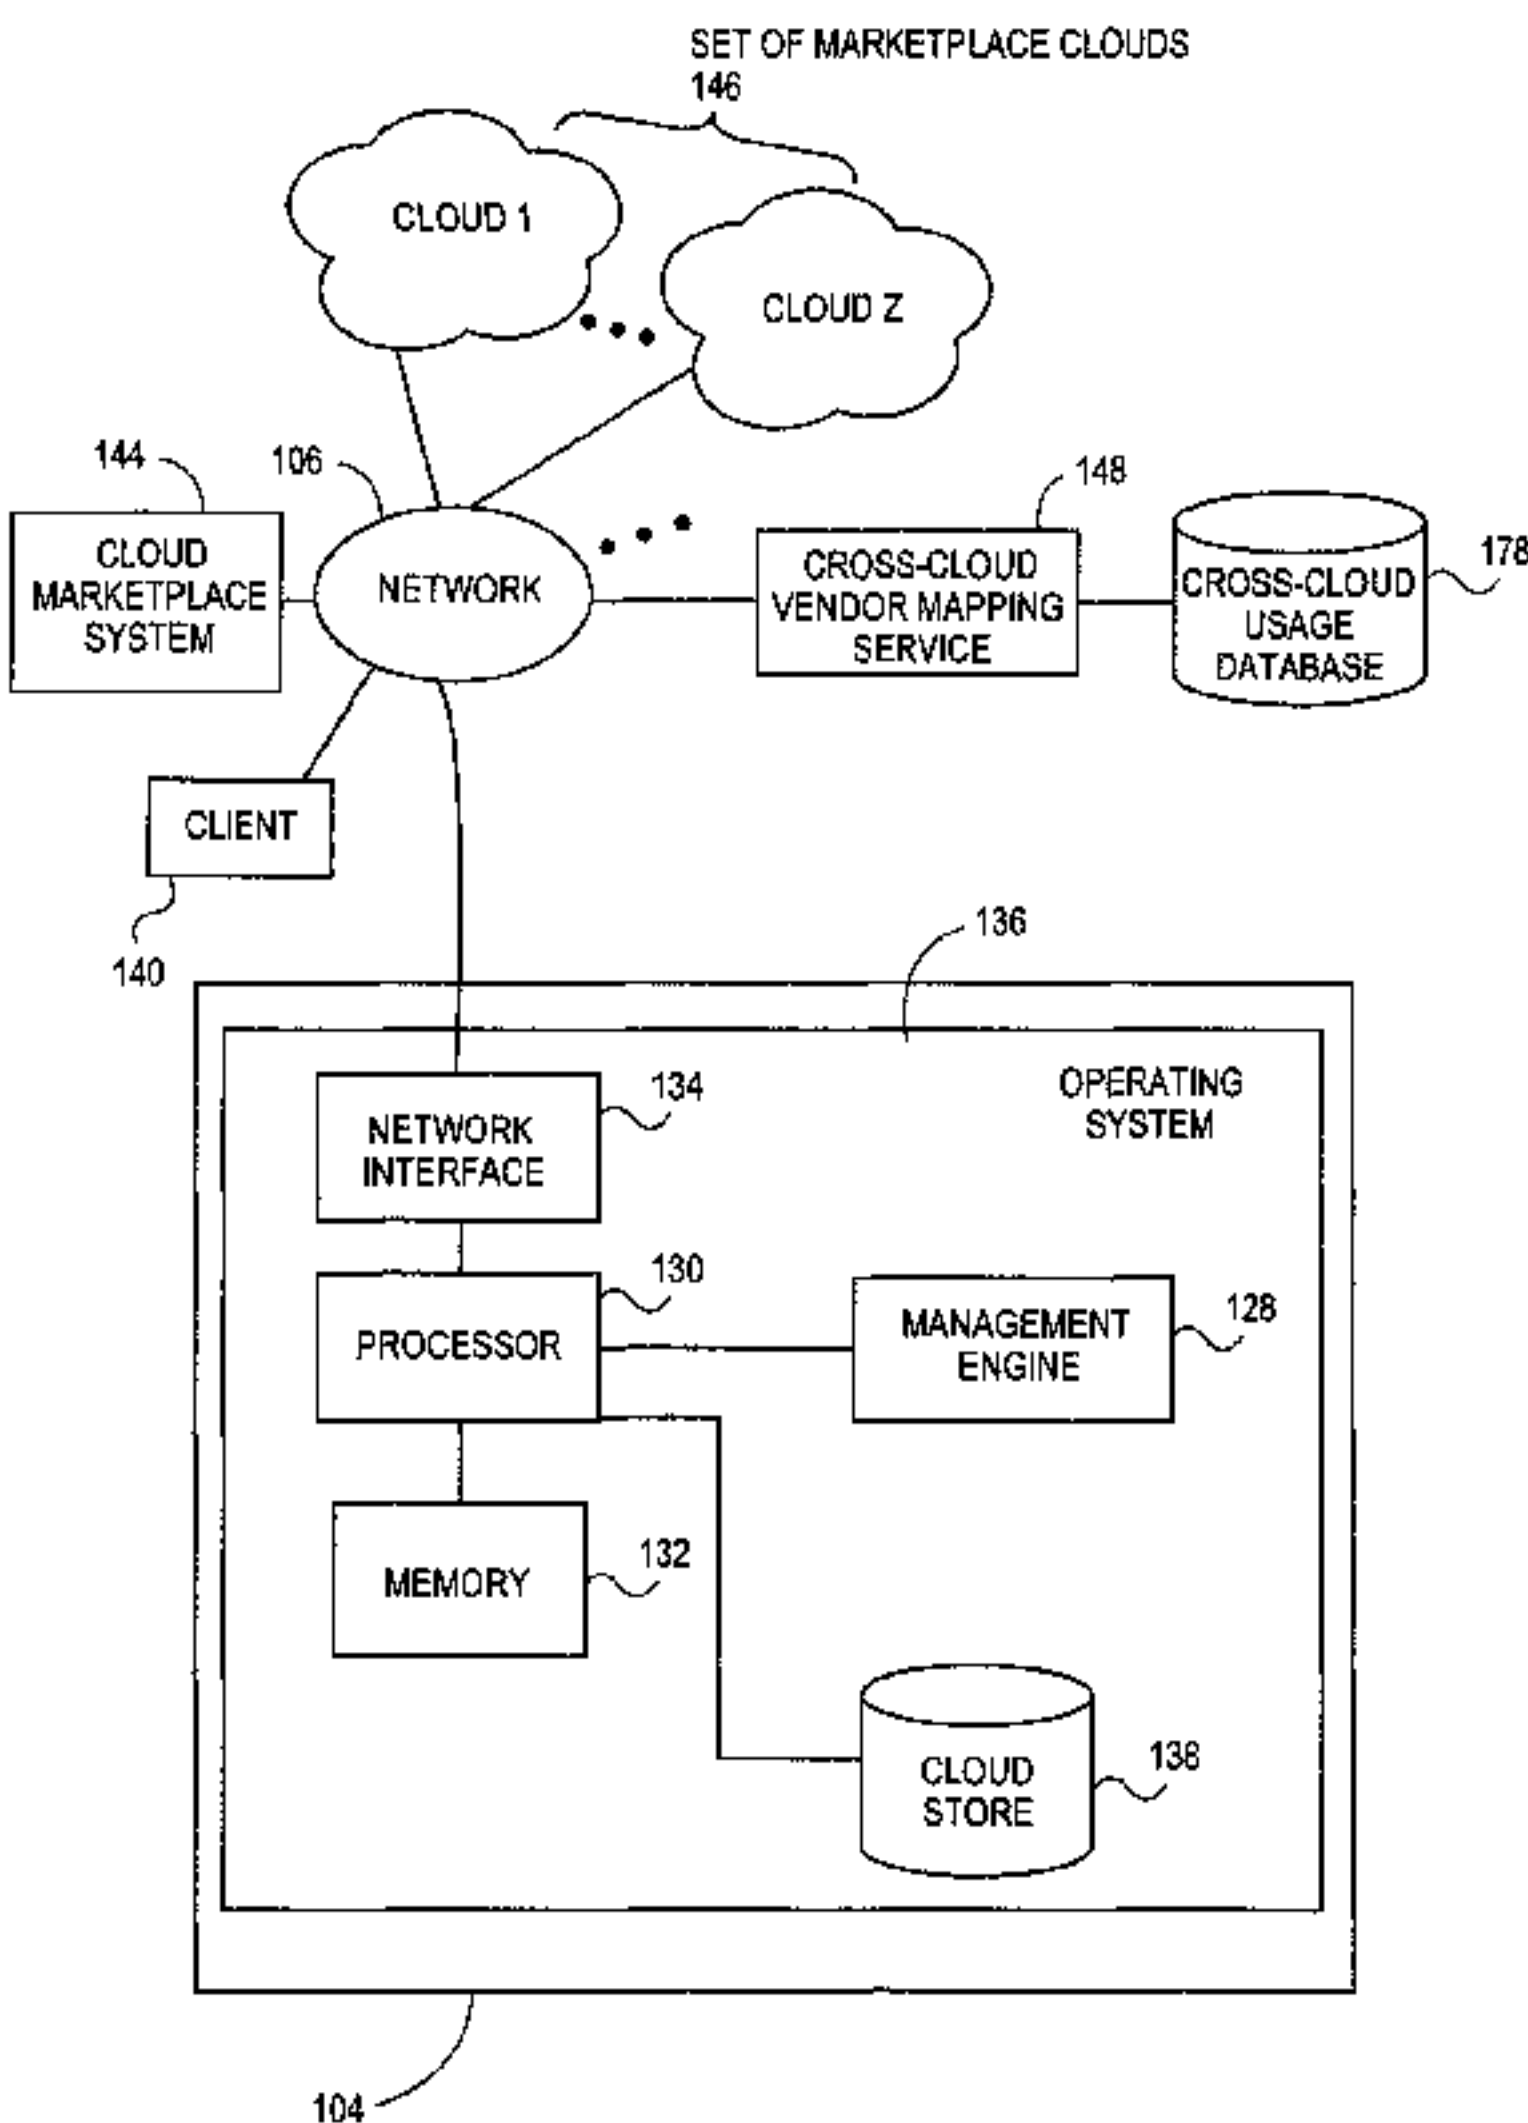 SET OF MARKETPLACE CLOUDS
146
CLOUD 1
CLOUD Z
144
106
148
178
CLOUD
MARKETPLACE
SYSTEM
NETWORK
CROSS-CLOUD
VENDOR MAPPING
SERVICE
CROSS-CLOUD
USAGE
DATABASE
CLIENT
140
136
OPERATING
SYSTEM
134
NETWORK
INTERFACE
130
PROCESSOR
MANAGEMENT
ENGINE
128
132
MEMORY
CLOUD
STORE
138
104